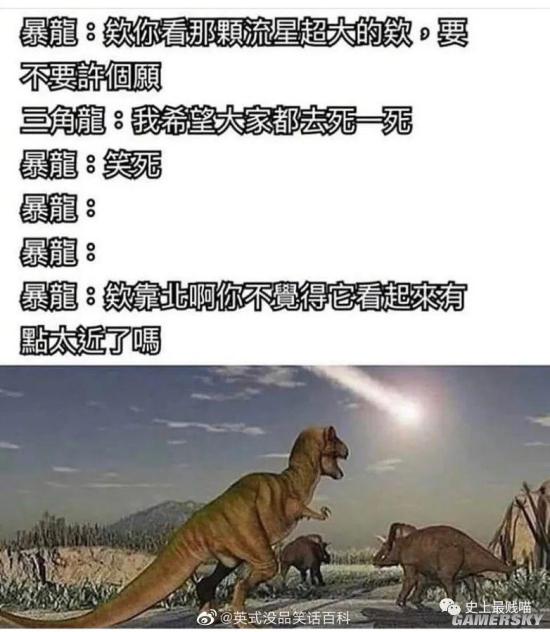 暴龍：欸你看那顆流星超大的欸，要
不要許個願
三角龍：我希望大家都去死一死
暴龍：笑死
暴龍：
暴龍：
暴龍：欸靠北啊你不覺得它看起來有
點太近了嗎
@英式没品笑话百科
史上最贱喵
GAMERSKY